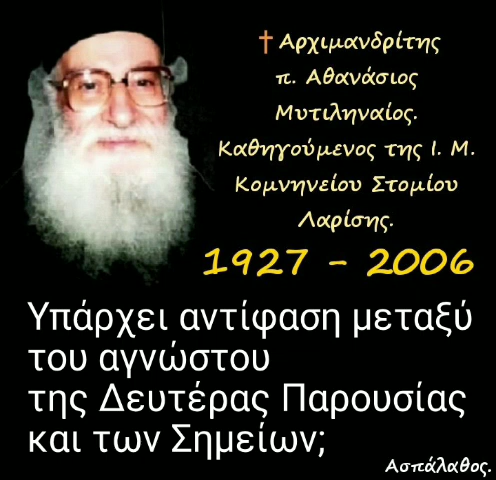 † Αρχιμανδρίτης
π. Αθανάσιος
Μυτιληναίος.
Καθηγούμενος της Ι. Μ.
Κομνηνείου Στομίου
Λαρίσης.
1927 - 2006
Υπάρχει αντίφαση μεταξύ
του αγνώστου
της Δευτέρας Παρουσίας
και των Σημείων;
Ασπάλαθος.